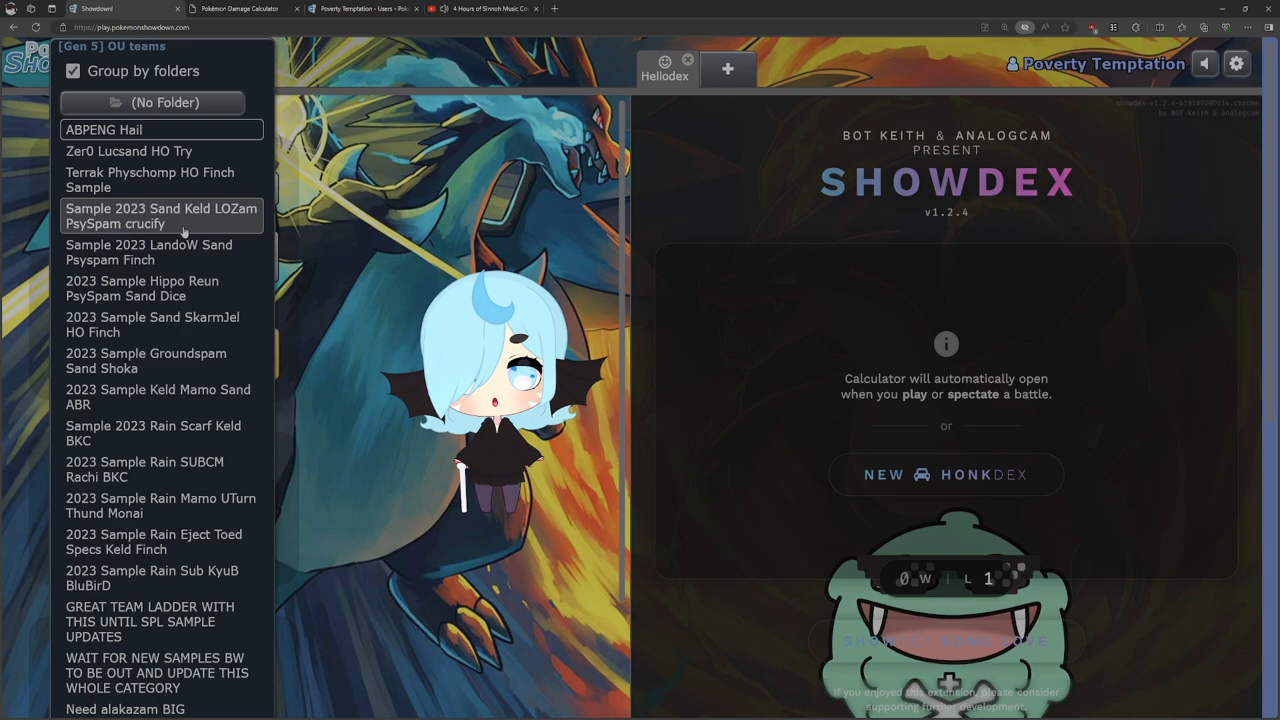 Showdown!
Pokémon Damage Calculator
Poverty Temptation - Users - Pok
4 Hours of Sinnoh Music Co
https://play.pokemonshowdown.com
[Gen 5] OU teams
Group by folders
(No Folder)
ABPENG Hail
Zer0 Lucsand HO Try
Terrak Physchomp HO Finch
Sample
Sample 2023 Sand Keld LOZam
PsySpam crucify
Sample 2023 LandoW Sand
Psyspam Finch
2023 Sample Hippo Reun
PsySpam Sand Dice
2023 Sample Sand SkarmJel
HO Finch
2023 Sample Groundspam
Sand Shoka
2023 Sample Keld Mamo Sand
ABR
Sample 2023 Rain Scarf Keld
BKC
2023 Sample Rain SUBCM
Rachi BKC
2023 Sample Rain Mamo UTurn
Thund Monai
2023 Sample Rain Eject Toed
Specs Keld Finch
2023 Sample Rain Sub KyuB
BluBirD
GREAT TEAM LADDER WITH
THIS UNTIL SPL SAMPLE
UPDATES
WAIT FOR NEW SAMPLES BW
TO BE OUT AND UPDATE THIS
WHOLE CATEGORY
Need alakazam BIG
Hellodex
Poverty Temptation
by BOT-Keith & analogcam
BOT KEITH & ANALOGCAM
PRESENT
SHOWDEX
v1.2.4
Calculator will automatically open
when you play or spectate a battle.
or
NEW HONKDEX
0 W L 1
If you enjoyed this extension, please consider
supporting further development.